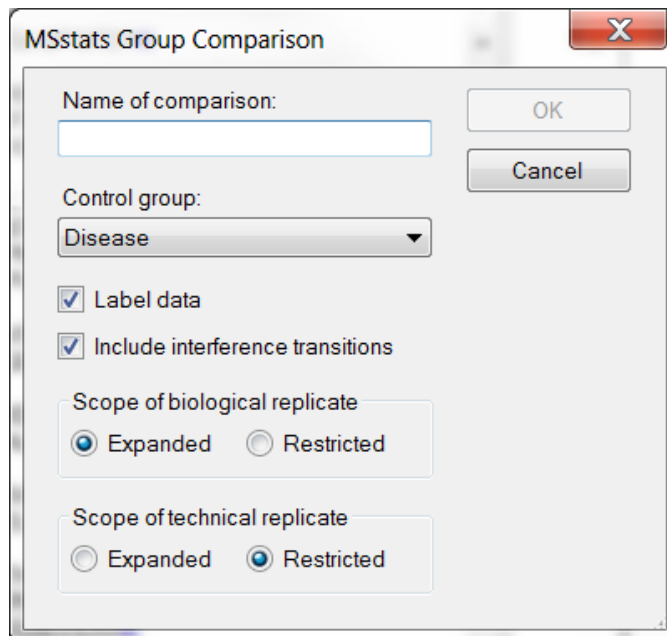 MSstats Group Comparison
Name of comparison:
OK
Cancel
Control group:
Disease
Label data
Include interference transitions
Scope of biological replicate
Expanded Restricted
Scope of technical replicate
Expanded Restricted